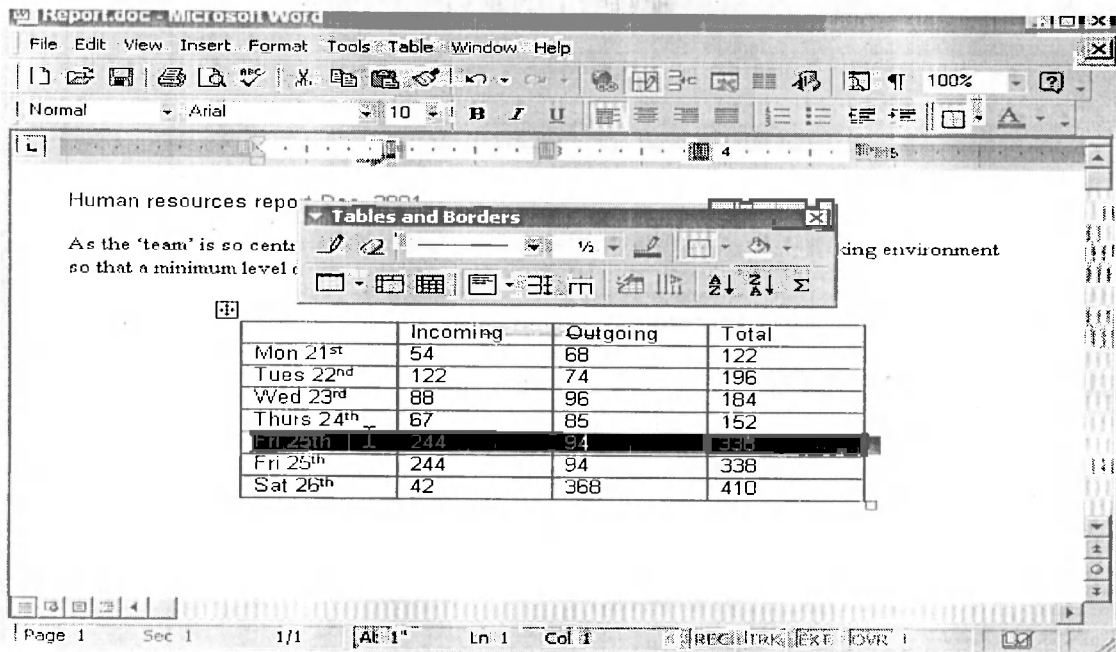 Report.doc - Microsoft Word
File Edit View Insert Format Tools Table Window Help
100%
Normal Arial 10 B I U A
4 5
Human resources repo
Tables and Borders
As the 'team' is so centr king environment
½
so that a minimum level
Incoming Outgoing Total
Mon 21st 54 68 122
Tues 22nd 122 74 196
Wed 23rd 88 96 184
Thurs 24th 67 85 152
Fri 25th 244 94 338
Fri 25th 244 94 338
Sat 26th 42 368 410
Page 1 Sec 1 1/1 At 1" Ln 1 Col 1 REC TRK EXT OVR